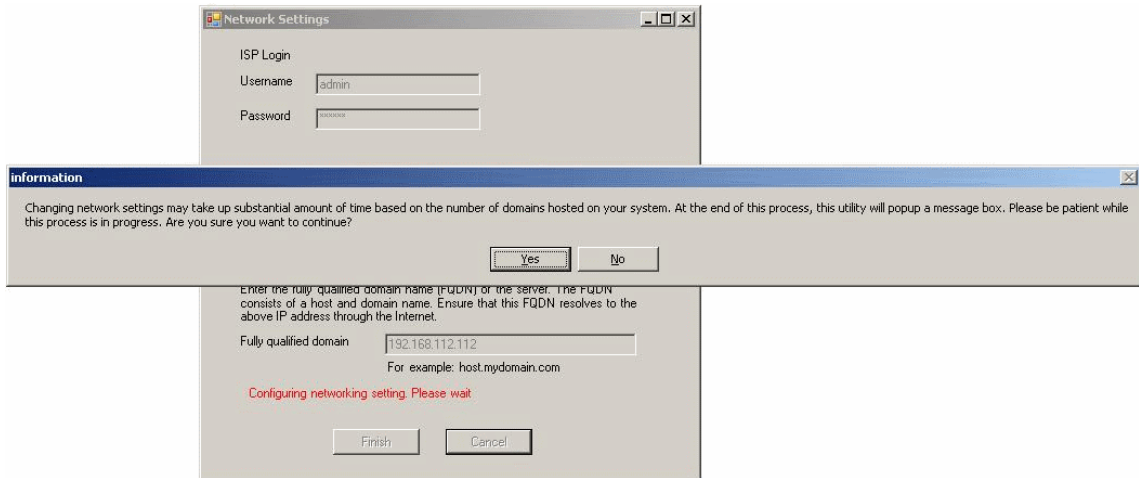 Network Settings
ISP Login
Username admin
Password xxxxxx
information
Changing network settings may take up substantial amount of time based on the number of domains hosted on your system. At the end of this process, this utility will popup a message box. Please be patient while
this process is in progress. Are you sure you want to continue?
Yes No
Enter the fully qualified domain name (FQDN) of the server. The FQDN
consists of a host and domain name. Ensure that this FQDN resolves to the
above IP address through the Internet.
Fully qualified domain 192.168.112.112
For example: host.mydomain.com
Configuring networking setting. Please wait
Finish Cancel